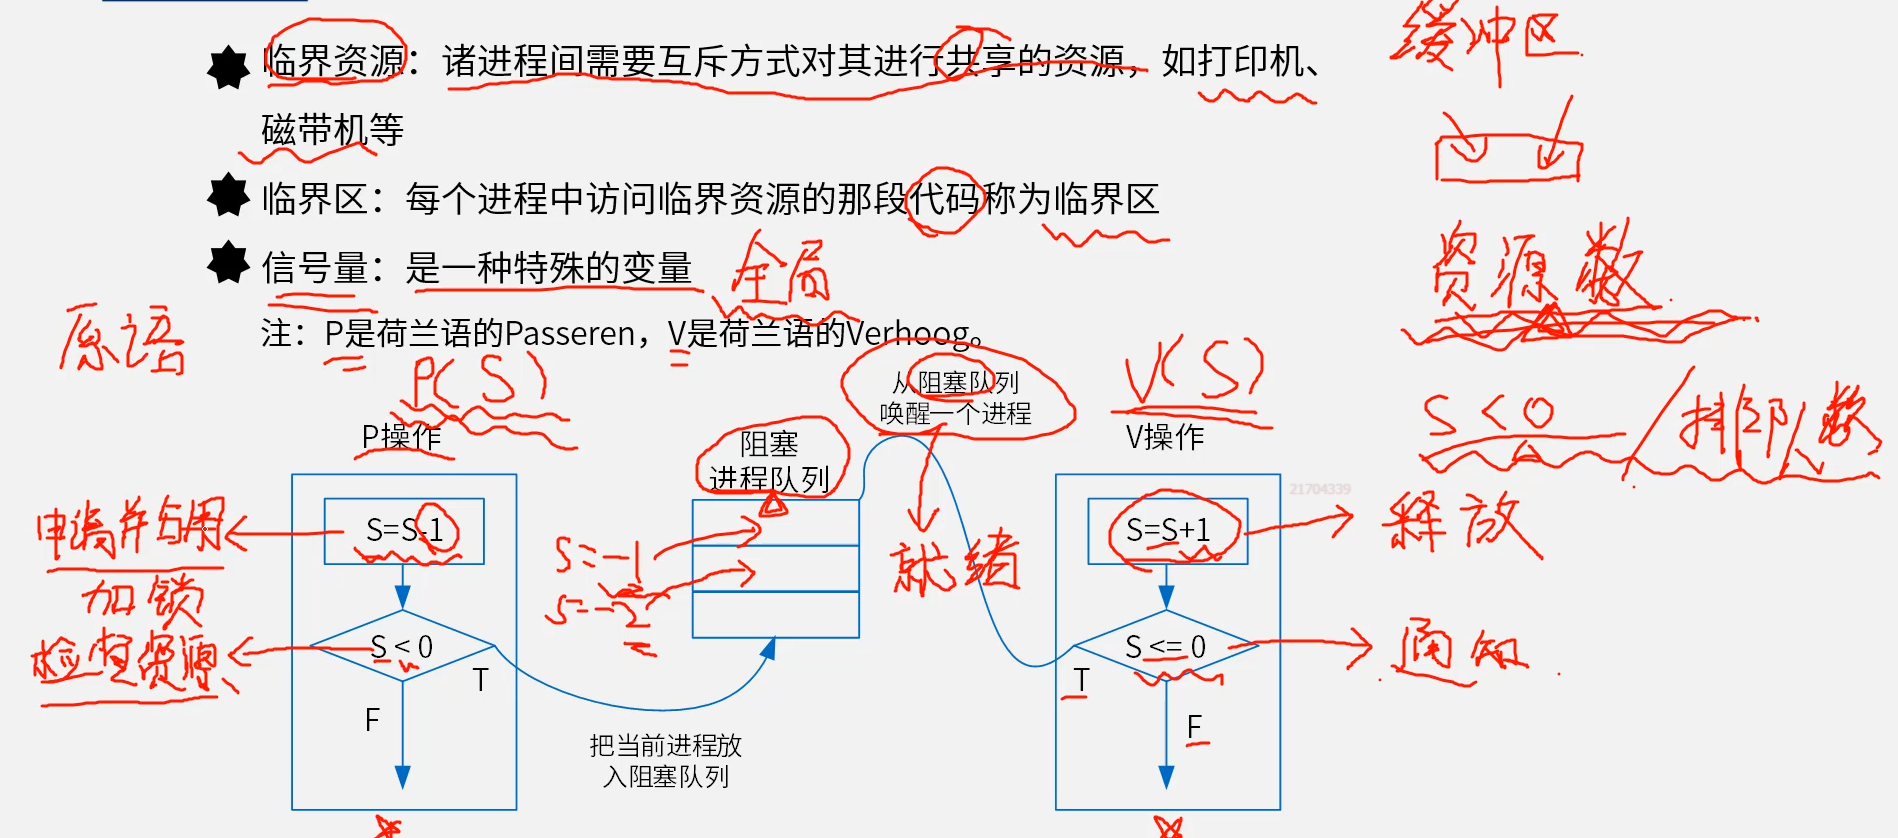 临界资源：诸进程间需要互斥方式对其进行共享的资源，如打印机、
磁带机等
缓冲区
临界区：每个进程中访问临界资源的那段代码称为临界区
信号量：是一种特殊的变量
全局
资源数
注：P是荷兰语的Passeren，V是荷兰语的Verhoog。
原语
P(S)
V(S)
从阻塞队列
唤醒一个进程
S<0/排队数
P操作
阻塞
进程队列
V操作
21704339
申请并占用
S=S-1
S=S+1
释放
S=-1
S=-2
就绪
加锁
检查资源
S < 0
T
F
S <= 0
T
F
通知
把当前进程放
入阻塞队列